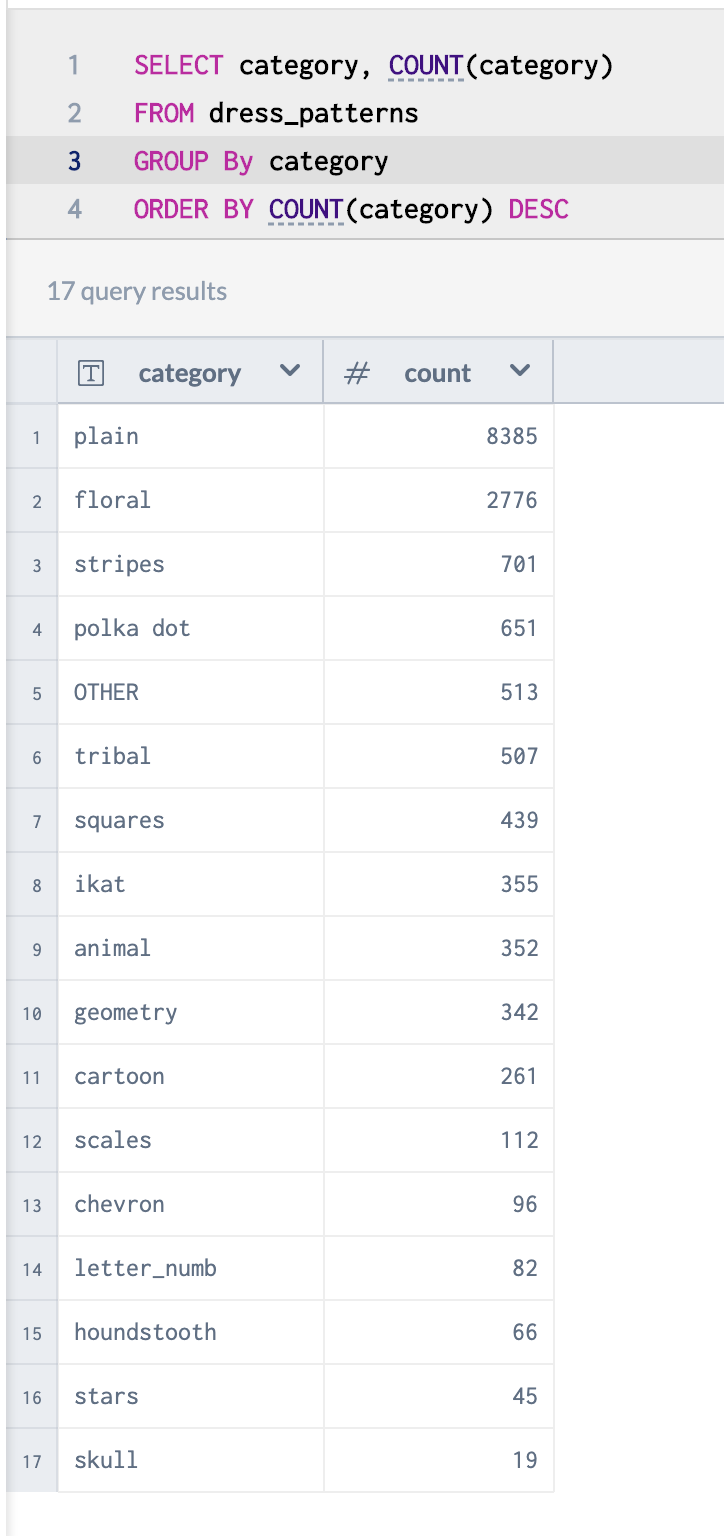 1 SELECT category, COUNT(category)
2 FROM dress_patterns
3 GROUP By category
4 ORDER BY COUNT(category) DESC
17 query results
T category # count
1 plain 8385
2 floral 2776
3 stripes 701
4 polka dot 651
5 OTHER 513
6 tribal 507
7 squares 439
8 ikat 355
9 animal 352
10 geometry 342
11 cartoon 261
12 scales 112
13 chevron 96
14 letter_numb 82
15 houndstooth 66
16 stars 45
17 skull 19